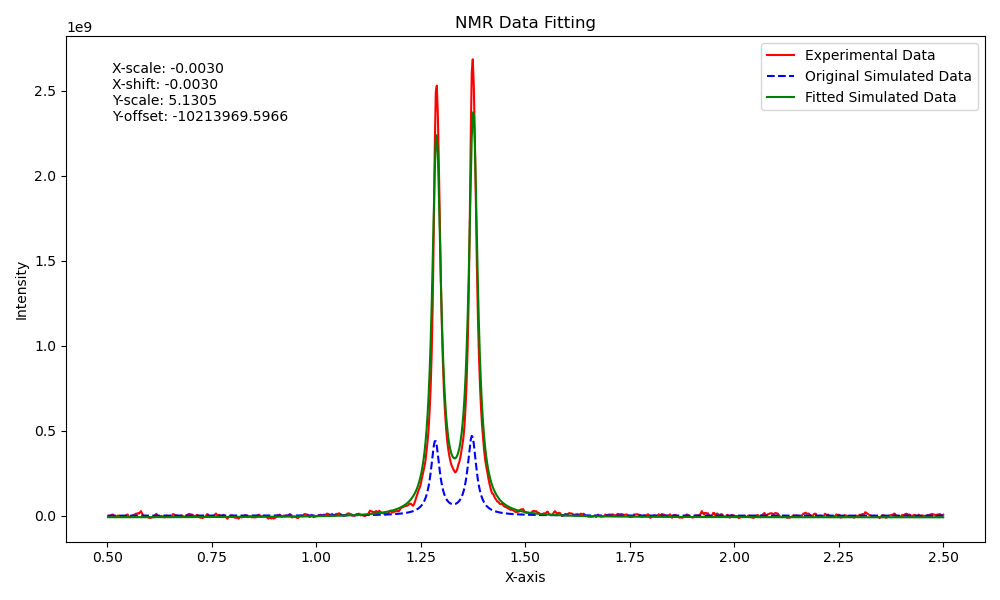 NMR Data Fitting
1e9
X-scale: -0.0030
X-shift: -0.0030
Y-scale: 5.1305
Y-offset: -10213969.5966
Experimental Data
Original Simulated Data
Fitted Simulated Data
2.5
2.0
1.5
1.0
0.5
0.0
Intensity
0.50 0.75 1.00 1.25 1.50 1.75 2.00 2.25 2.50
X-axis